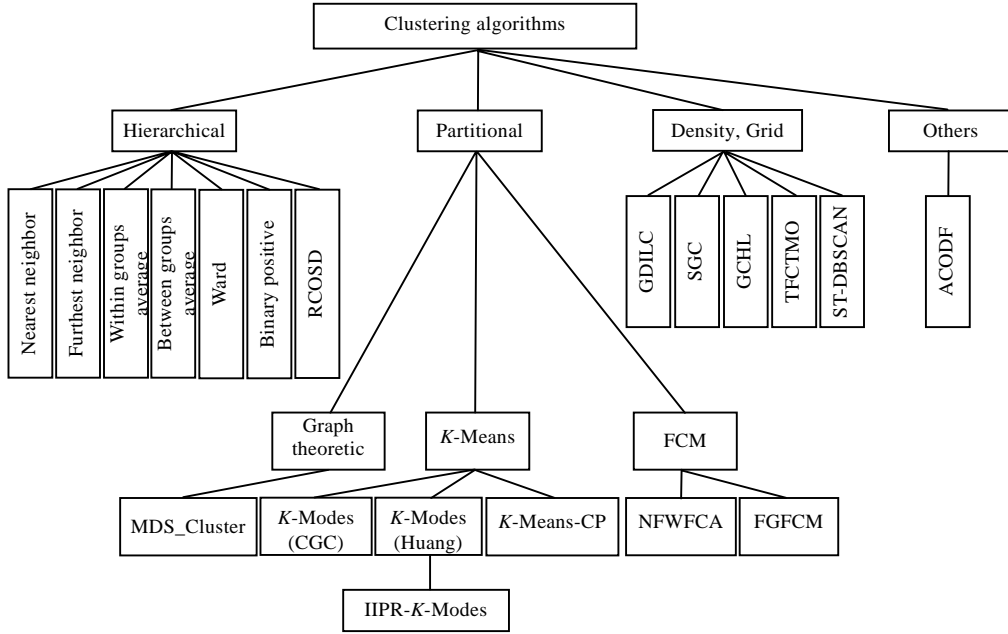 Clustering algorithms
Hierarchical
Partitional
Density, Grid
Others
Nearest neighbor
Furthest neighbor
Within groups
average
Between groups
average
Ward
Binary positive
RCOSD
GDILC
SGC
GCHL
TFCTMO
ST-DBSCAN
ACODF
Graph
theoretic
K-Means
FCM
MDS_Cluster
K-Modes
(CGC)
K-Modes
(Huang)
K-Means-CP
NFWFCA
FGFCM
IIPR-K-Modes